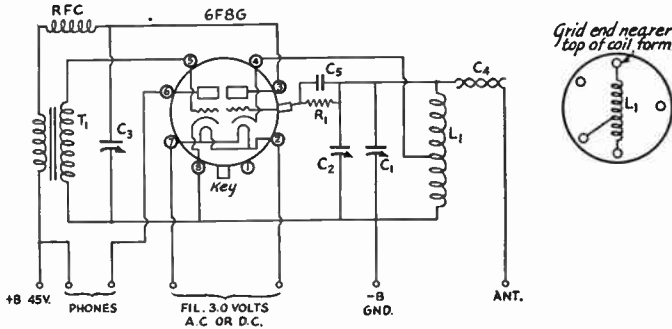 RFC
6F8G
Grid end nearer
top of coil form
L1
5
4
6
3
C5
C4
R1
T1
C3
7
2
C2
C1
L1
8
1
Key
+B 45V.
PHONES
FIL. 3.0 VOLTS
A.C OR D.C.
-B
GND.
ANT.